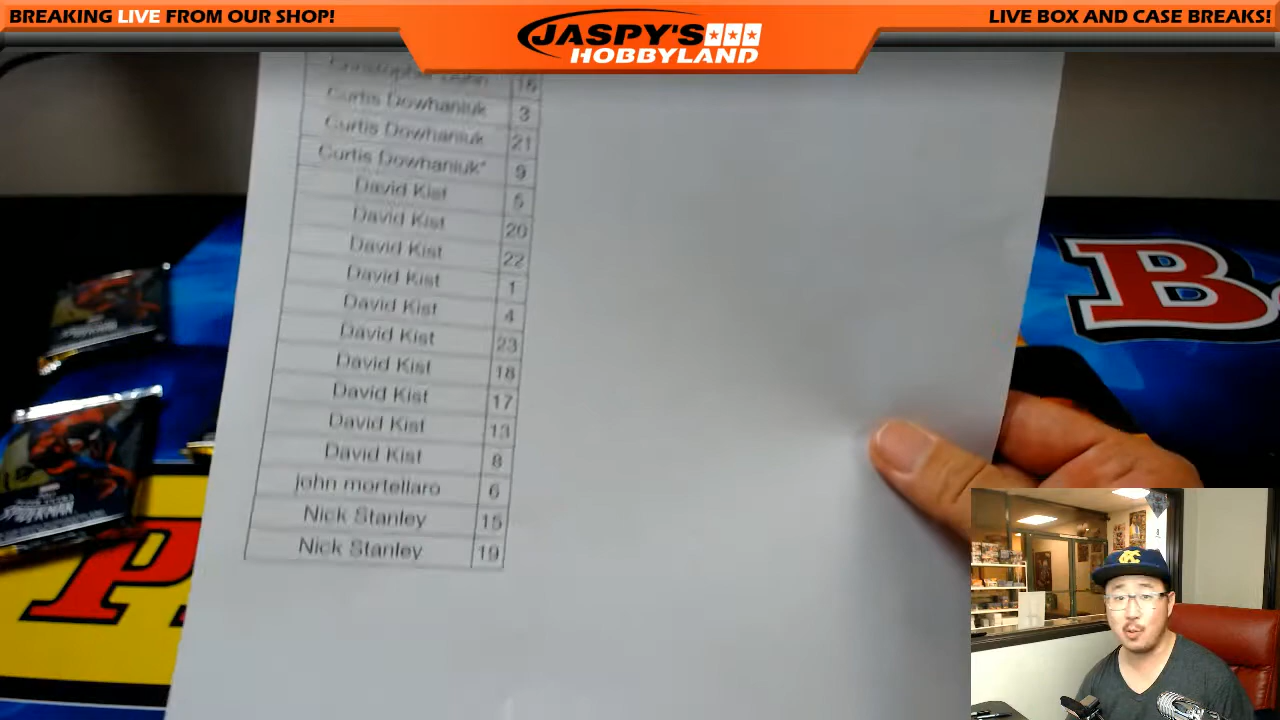 BREAKING LIVE FROM OUR SHOP!
JASPY'S
HOBBYLAND
LIVE BOX AND CASE BREAKS!
Christopher 16
Curtis Dowhaniuk 3
Curtis Dowhaniuk 21
Curtis Dowhaniuk* 9
David Kist 5
David Kist 20
David Kist 22
David Kist 1
David Kist 4
David Kist 23
David Kist 18
David Kist 17
David Kist 13
David Kist 8
john mortellaro 6
Nick Stanley 15
Nick Stanley 19
B
P
KC